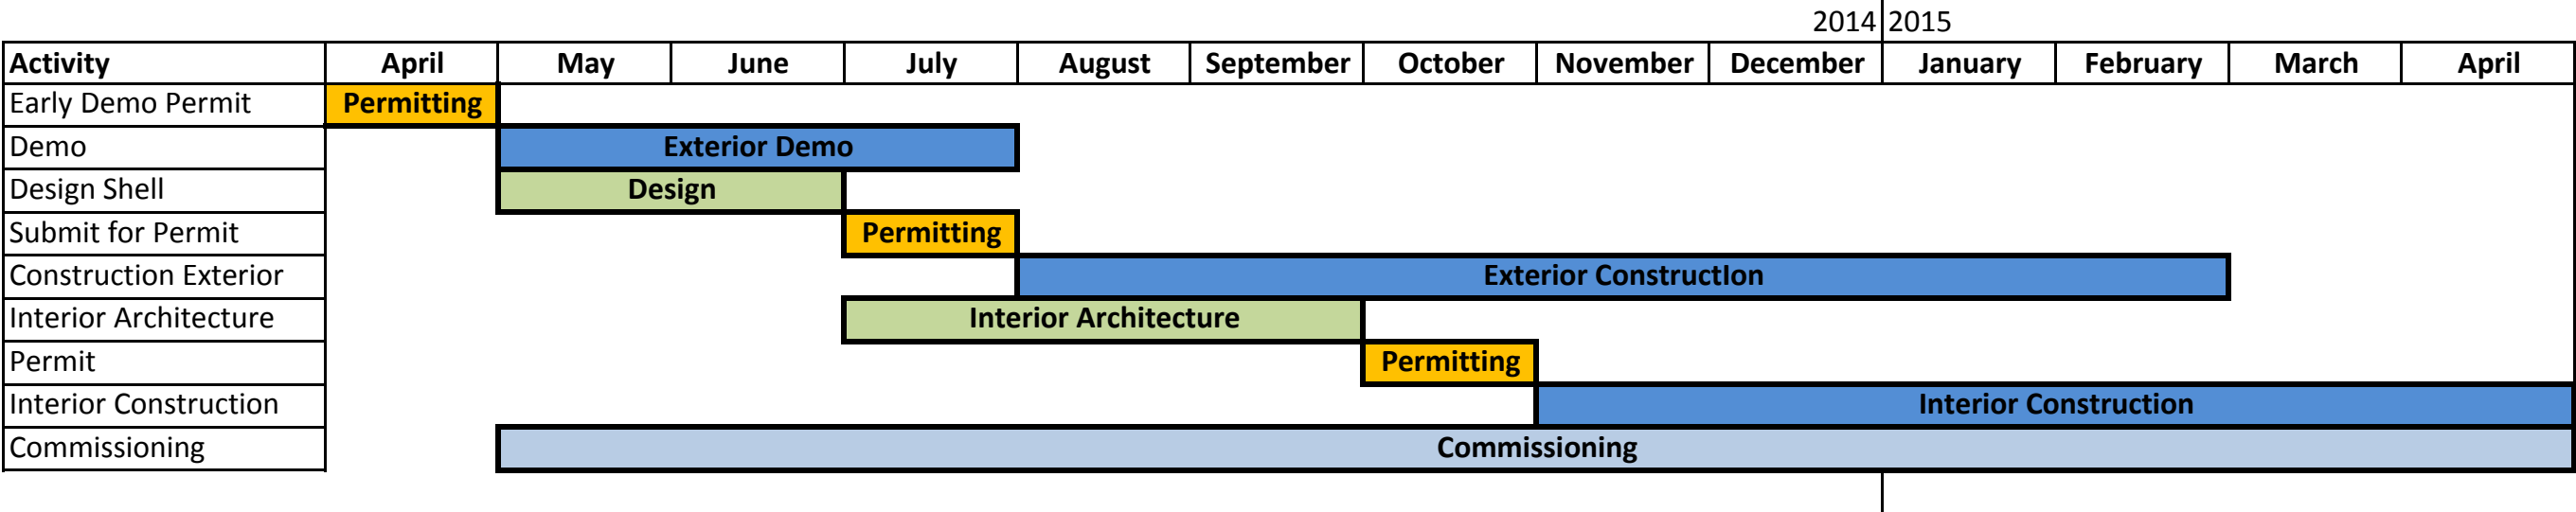 2014 2015
Activity April May June July August September October November December January February March April
Early Demo Permit Permitting
Demo Exterior Demo
Design Shell Design
Submit for Permit Permitting
Construction Exterior Exterior ConstructIon
Interior Architecture Interior Architecture
Permit Permitting
Interior Construction Interior Construction
Commissioning Commissioning